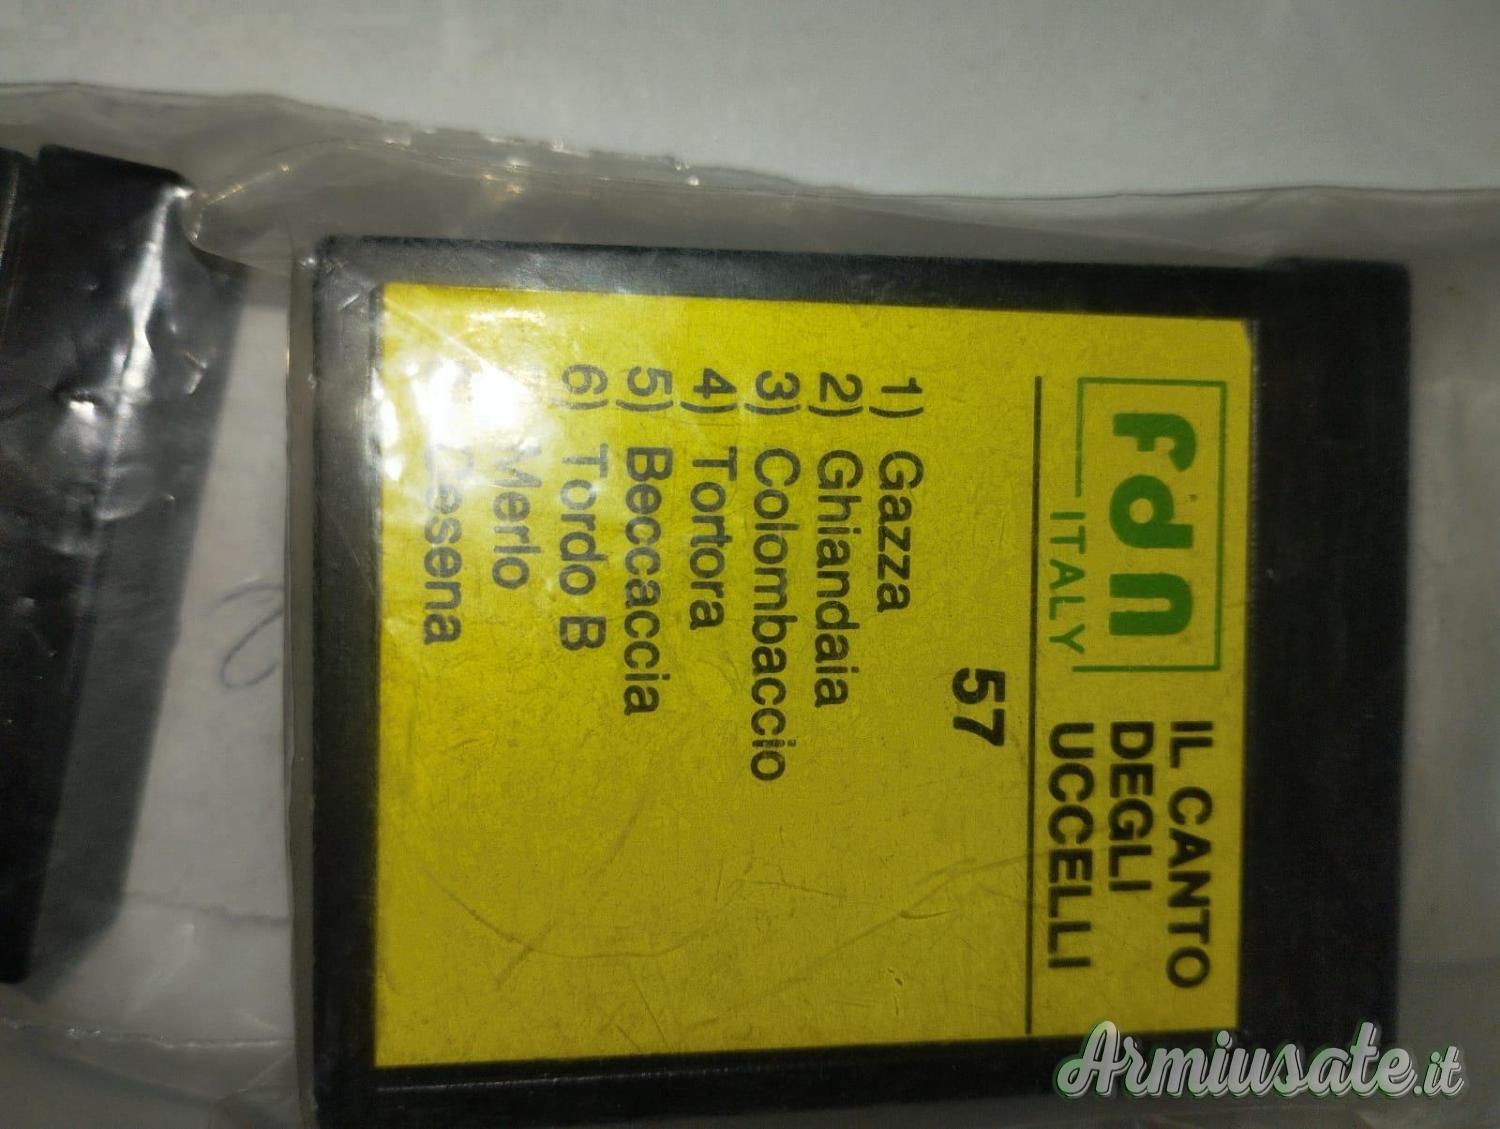 fdn
ITALY
IL CANTO
DEGLI
UCCELLI
57
1) Gazza
2) Ghiandaia
3) Colombaccio
4) Tortora
5) Beccaccia
6) Tordo B
Merlo
Cesena
Armiusate.it